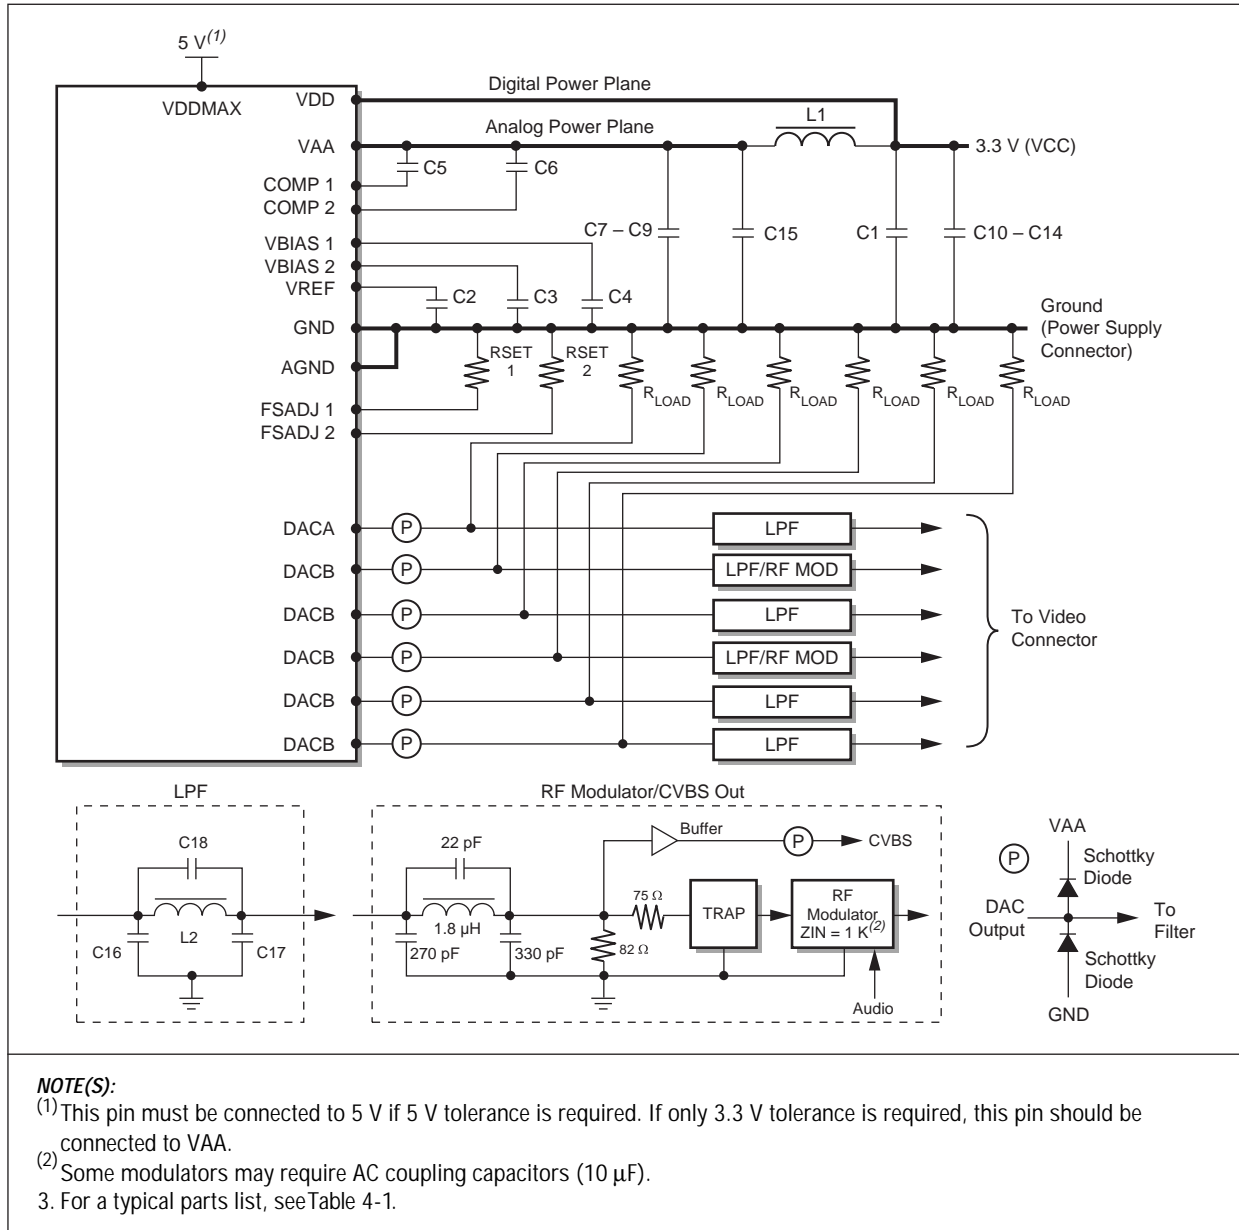 5 V(1)
VDDMAX
VDD
Digital Power Plane
VAA
Analog Power Plane
L1
3.3 V (VCC)
C5
C6
COMP 1
COMP 2
C7 – C9
C15
C1
C10 – C14
VBIAS 1
VBIAS 2
VREF
C2
C3
C4
GND
Ground
(Power Supply
Connector)
AGND
RSET
1
RSET
2
RLOAD
RLOAD
RLOAD
RLOAD
RLOAD
RLOAD
FSADJ 1
FSADJ 2
DACA
P
LPF
DACB
P
LPF/RF MOD
DACB
P
LPF
DACB
P
LPF/RF MOD
DACB
P
LPF
DACB
P
LPF
To Video
Connector
LPF
C18
L2
C16
C17
RF Modulator/CVBS Out
22 pF
1.8 µH
270 pF
330 pF
Buffer
P
CVBS
75 Ω
82 Ω
TRAP
RF
Modulator
ZIN = 1 K(2)
Audio
P
VAA
Schottky
Diode
DAC
Output
To
Filter
Schottky
Diode
GND
NOTE(S):
(1) This pin must be connected to 5 V if 5 V tolerance is required. If only 3.3 V tolerance is required, this pin should be
connected to VAA.
(2) Some modulators may require AC coupling capacitors (10 µF).
3. For a typical parts list, seeTable 4-1.